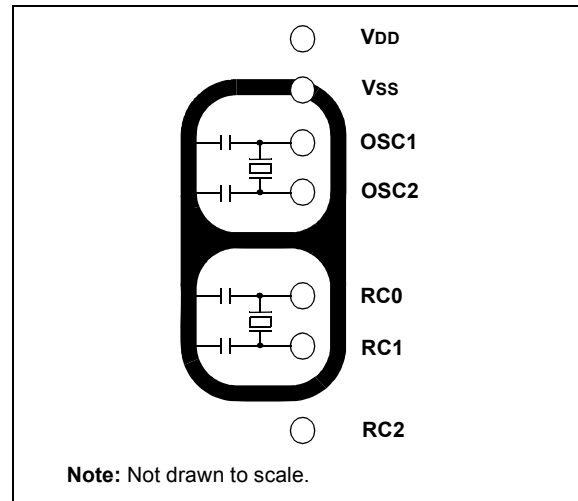 VDD
VSS
OSC1
OSC2
RC0
RC1
RC2
Note: Not drawn to scale.